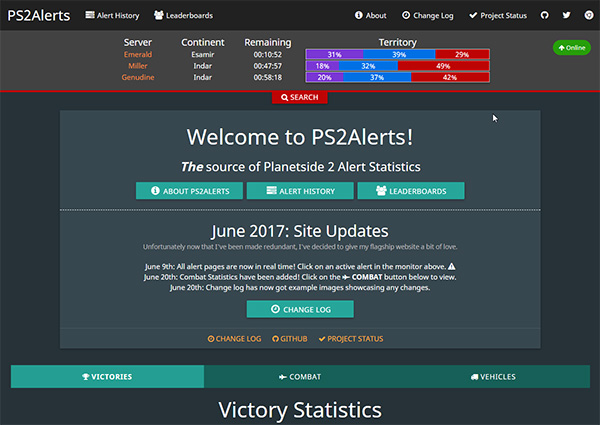 PS2Alerts Alert History Leaderboards About Change Log Project Status
Server Continent Remaining Territory
Emerald Esamir 00:10:52 31% 39% 29%
Miller Indar 00:47:57 18% 32% 49%
Genudine Indar 00:58:18 20% 37% 42%
Online
SEARCH
Welcome to PS2Alerts!
The source of Planetside 2 Alert Statistics
ABOUT PS2ALERTS ALERT HISTORY LEADERBOARDS
June 2017: Site Updates
Unfortunately now that I've been made redundant, I've decided to give my flagship website a bit of love.
June 9th: All alert pages are now in real time! Click on an active alert in the monitor above.
June 20th: Combat Statistics have been added! Click on the COMBAT button below to view.
June 20th: Change log has now got example images showcasing any changes.
CHANGE LOG
CHANGE LOG GITHUB PROJECT STATUS
VICTORIES COMBAT VEHICLES
Victory Statistics